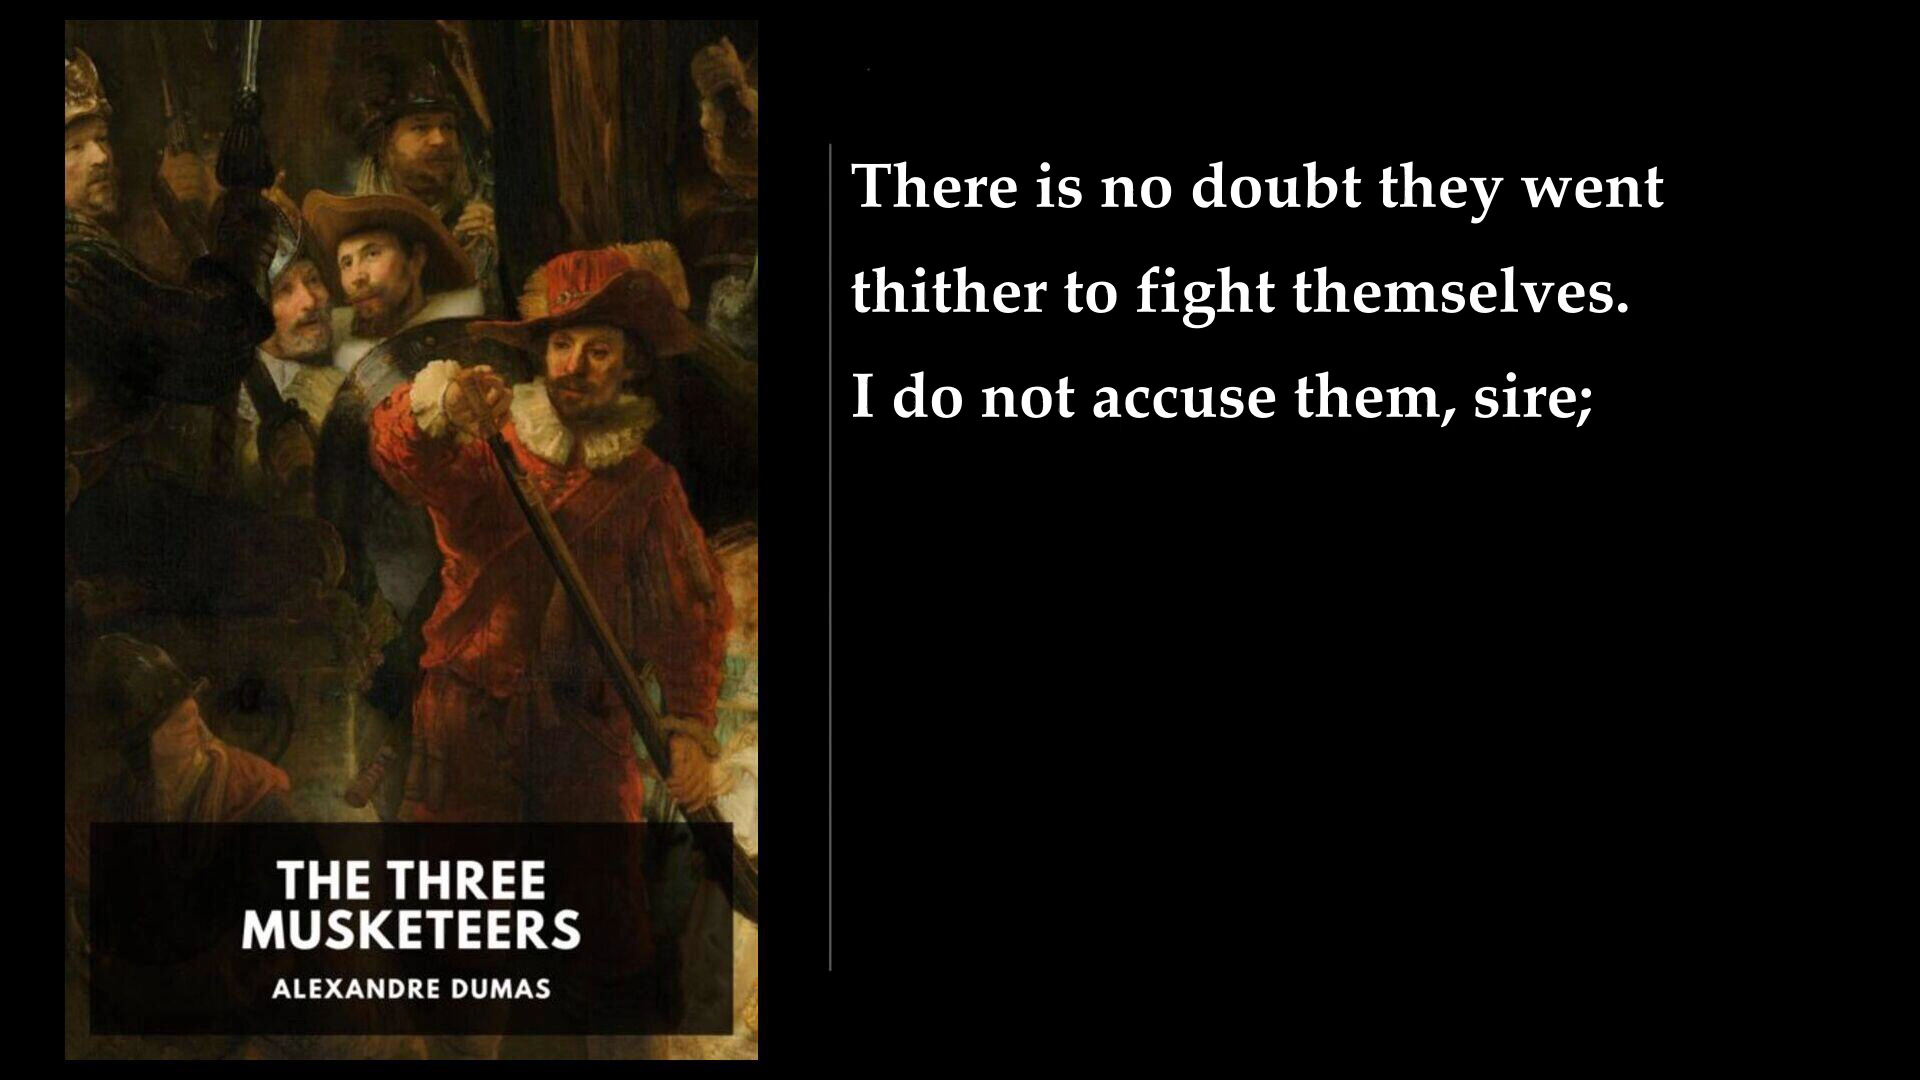 THE THREE
MUSKETEERS
ALEXANDRE DUMAS
There is no doubt they went
thither to fight themselves.
I do not accuse them, sire;